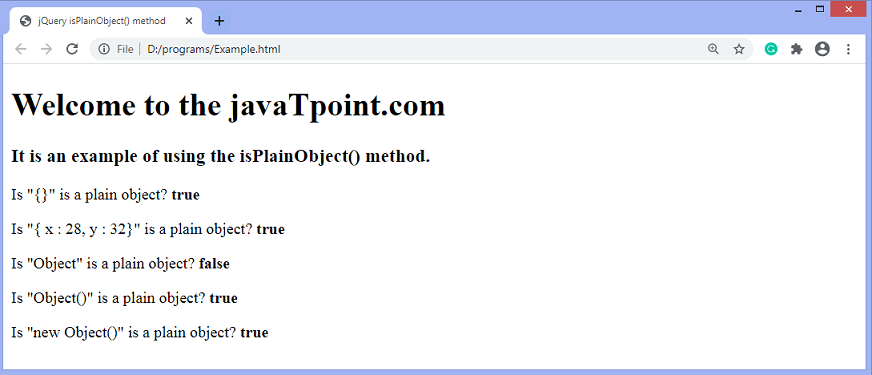 jQuery isPlainObject() method
File | D:/programs/Example.html
Welcome to the javaTpoint.com
It is an example of using the isPlainObject() method.
Is "{}" is a plain object? true
Is "{ x : 28, y : 32}" is a plain object? true
Is "Object" is a plain object? false
Is "Object()" is a plain object? true
Is "new Object()" is a plain object? true